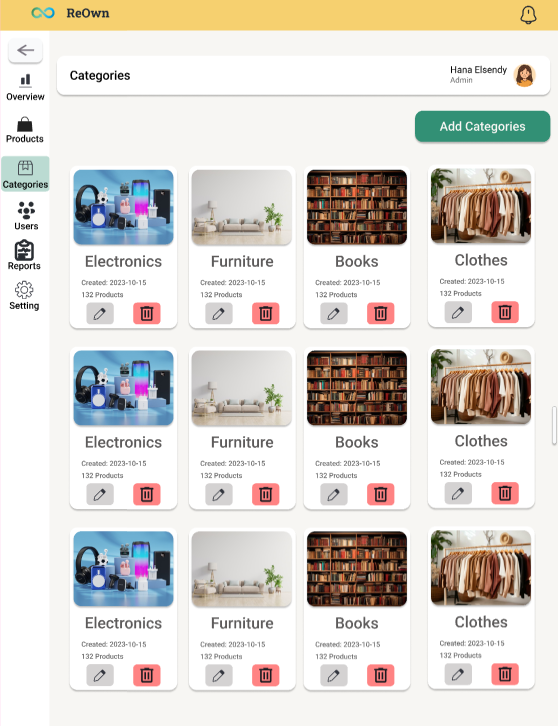 ReOwn
Categories
Hana Elsendy
Admin
Overview
Products
Categories
Users
Reports
Setting
Add Categories
Electronics
Created: 2023-10-15
132 Products
Furniture
Created: 2023-10-15
132 Products
Books
Created: 2023-10-15
132 Products
Clothes
Created: 2023-10-15
132 Products
Electronics
Created: 2023-10-15
132 Products
Furniture
Created: 2023-10-15
132 Products
Books
Created: 2023-10-15
132 Products
Clothes
Created: 2023-10-15
132 Products
Electronics
Created: 2023-10-15
132 Products
Furniture
Created: 2023-10-15
132 Products
Books
Created: 2023-10-15
132 Products
Clothes
Created: 2023-10-15
132 Products